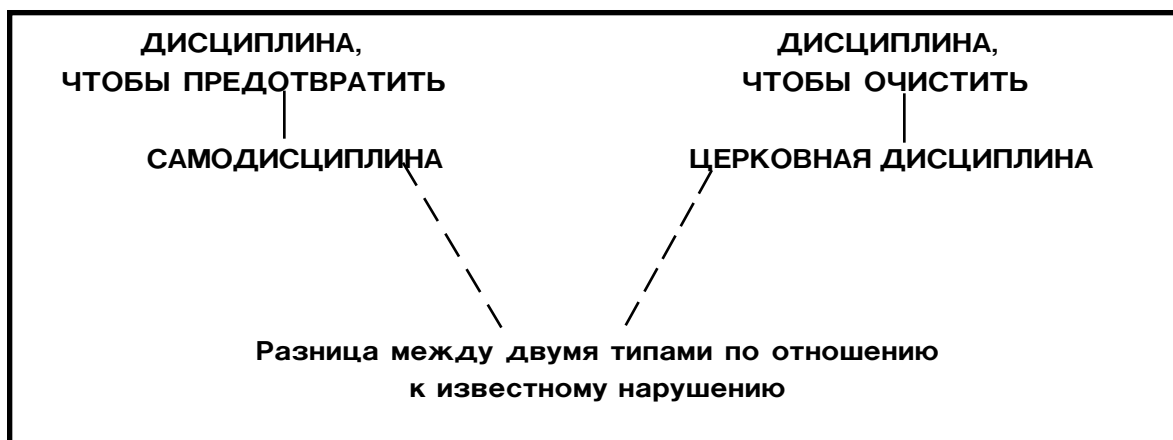 ДИСЦИПЛИНА,
ЧТОБЫ ПРЕДОТВРАТИТЬ
САМОДИСЦИПЛИНА
ДИСЦИПЛИНА,
ЧТОБЫ ОЧИСТИТЬ
ЦЕРКОВНАЯ ДИСЦИПЛИНА
Разница между двумя типами по отношению
к известному нарушению